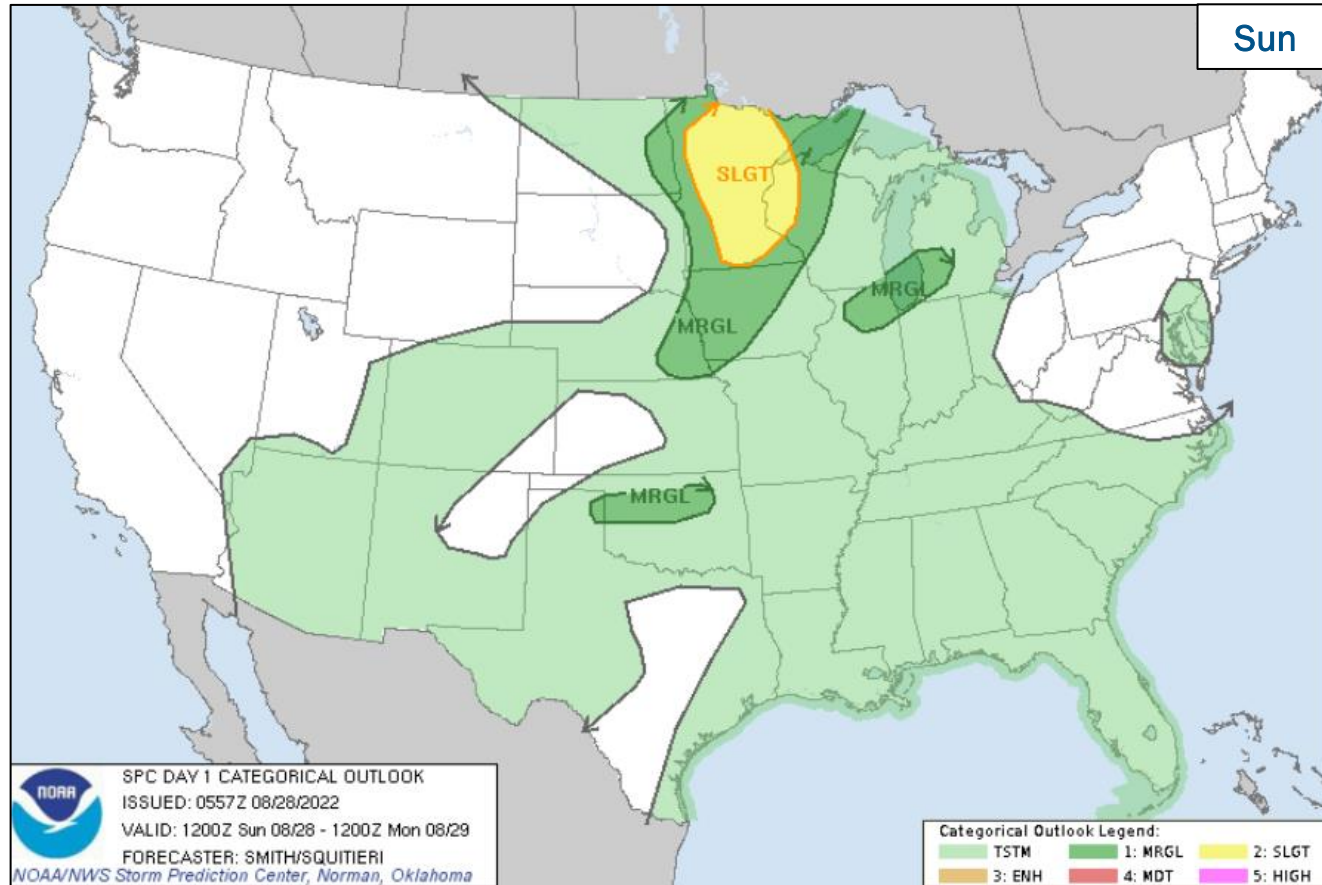 Sun
SLGT
MRGL
MRGL
MRGL
NOAA
SPC DAY 1 CATEGORICAL OUTLOOK
ISSUED: 0557Z 08/28/2022
VALID: 1200Z Sun 08/28 - 1200Z Mon 08/29
FORECASTER: SMITH/SQUITIERI
NOAA/NWS Storm Prediction Center, Norman, Oklahoma
Categorical Outlook Legend:
TSTM 1: MRGL 2: SLGT
3: ENH 4: MDT 5: HIGH